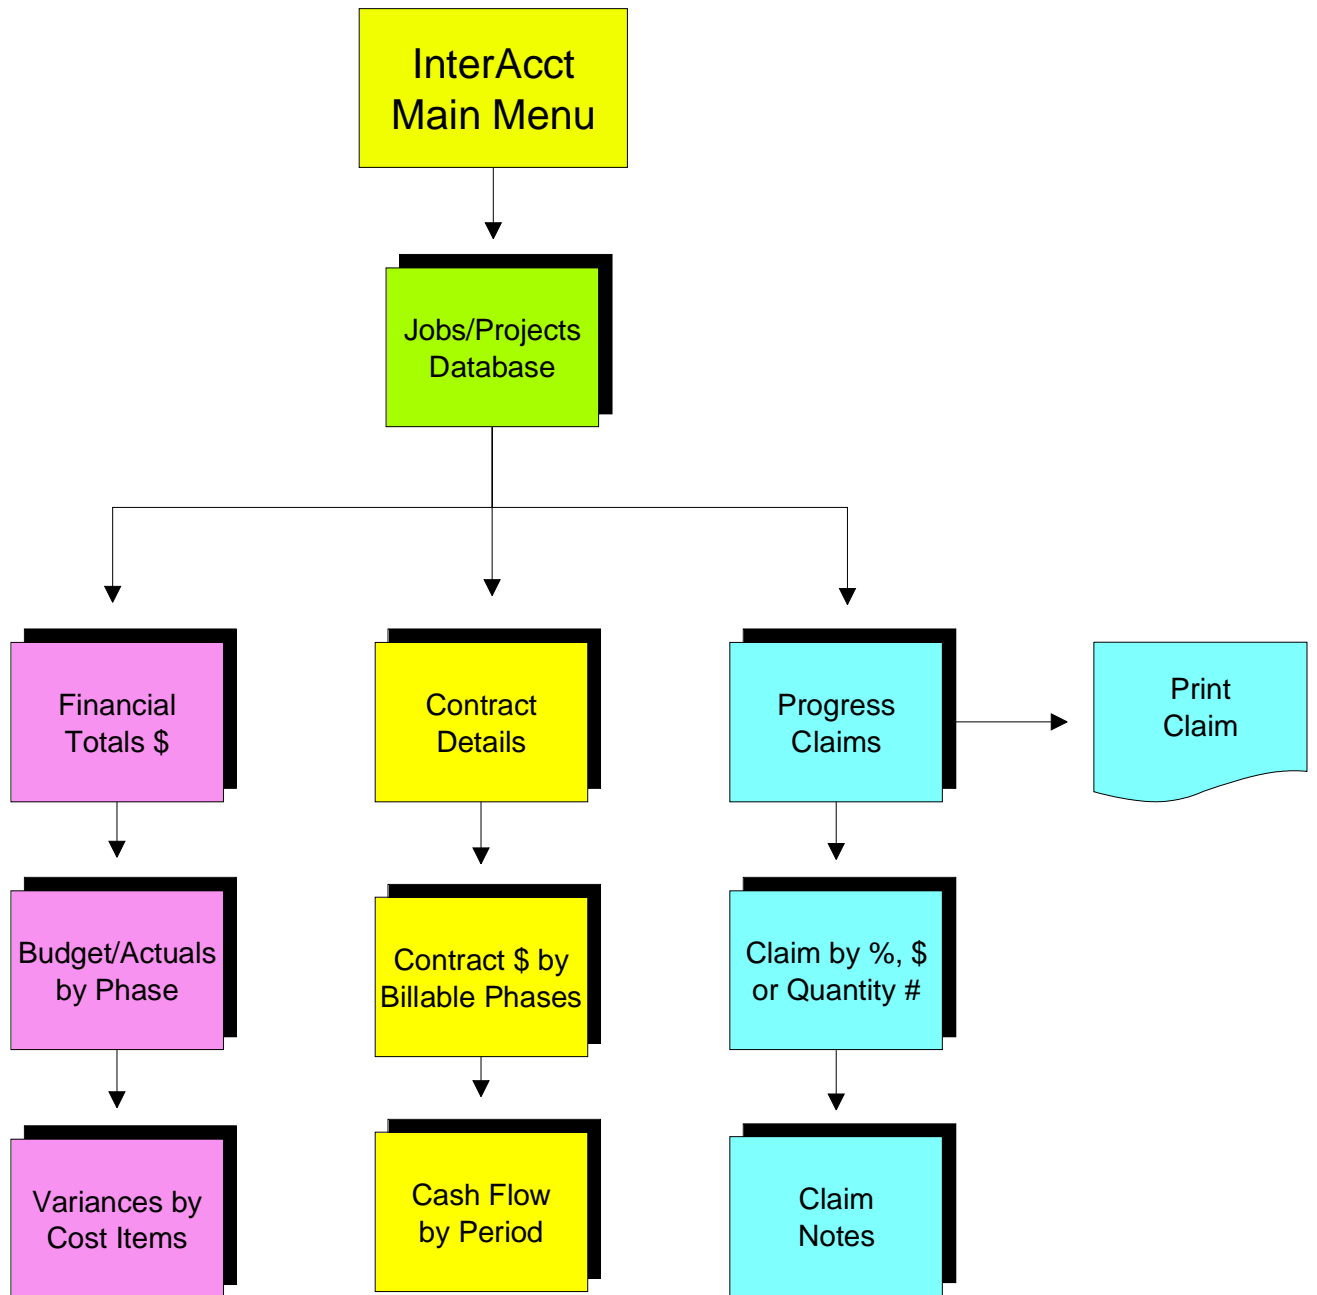 InterAcct
Main Menu
Jobs/Projects
Database
Financial
Totals $
Contract
Details
Progress
Claims
Print
Claim
Budget/Actuals
by Phase
Contract $ by
Billable Phases
Claim by %, $
or Quantity #
Variances by
Cost Items
Cash Flow
by Period
Claim
Notes